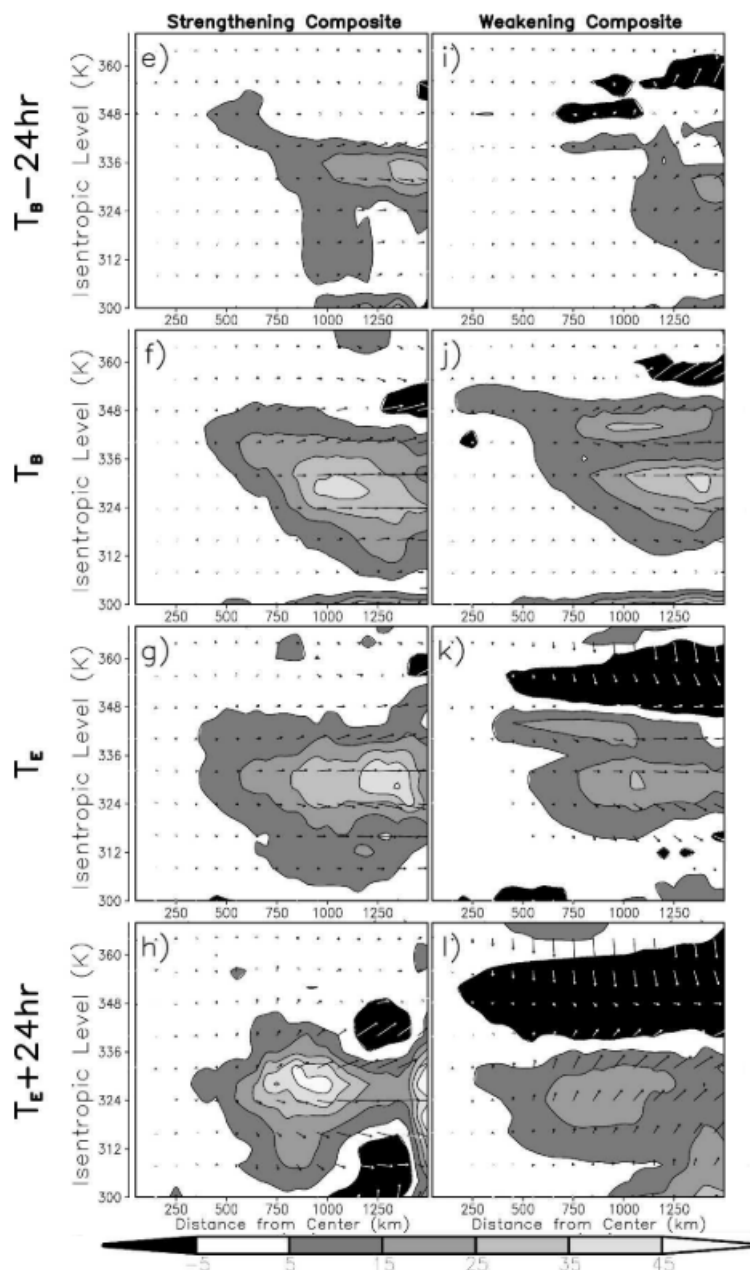 Strengthening Composite Weakening Composite
T_B−24hr
Isentropic Level (K)
e) i)
360
348
336
324
312
300
250 500 750 1000 1250 250 500 750 1000 1250
T_B
Isentropic Level (K)
f) j)
360
348
336
324
312
300
250 500 750 1000 1250 250 500 750 1000 1250
T_E
Isentropic Level (K)
g) k)
360
348
336
324
312
300
250 500 750 1000 1250 250 500 750 1000 1250
T_E+24hr
Isentropic Level (K)
h) l)
360
348
336
324
312
300
250 500 750 1000 1250 250 500 750 1000 1250
Distance from Center (km) Distance from Center (km)
−5 5 15 25 35 45